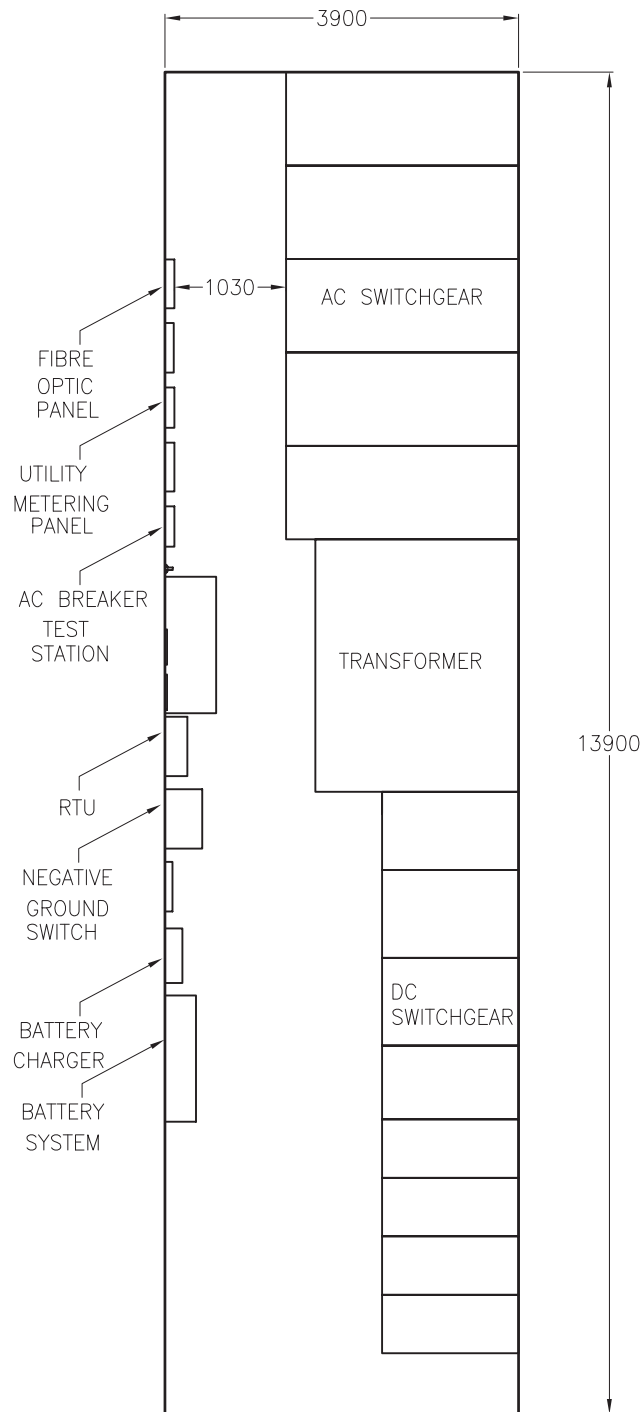 3900
1030
AC SWITCHGEAR
FIBRE
OPTIC
PANEL
UTILITY
METERING
PANEL
AC BREAKER
TEST
STATION
TRANSFORMER
13900
RTU
NEGATIVE
GROUND
SWITCH
DC
SWITCHGEAR
BATTERY
CHARGER
BATTERY
SYSTEM